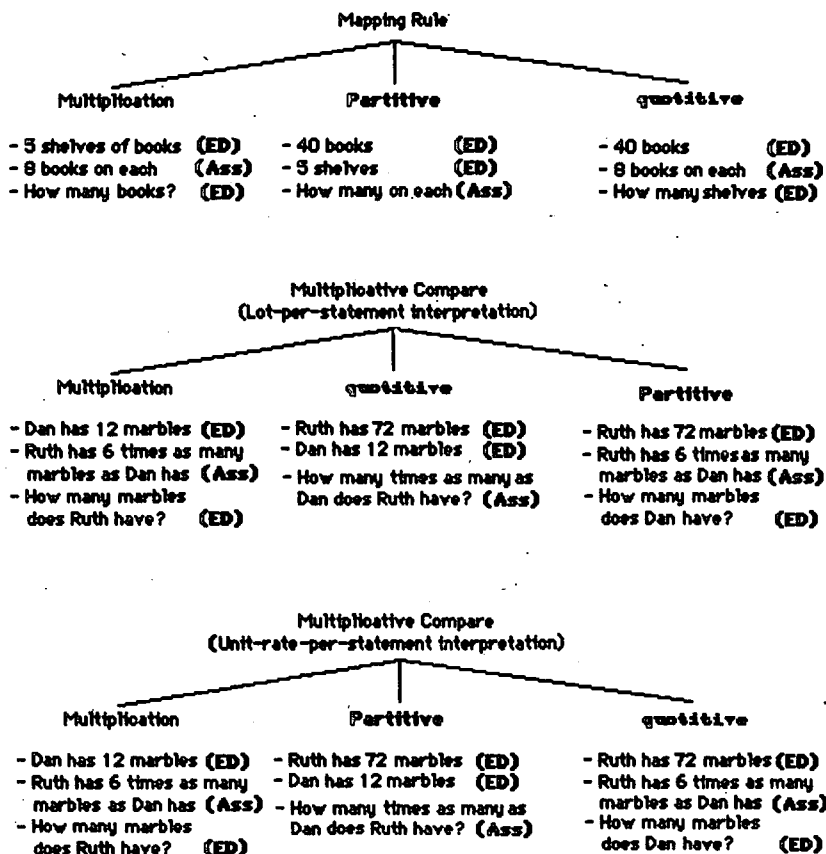 Mapping Rule
Multiplication
- 5 shelves of books (ED)
- 8 books on each (Ass)
- How many books? (ED)
Partitive
- 40 books (ED)
- 5 shelves (ED)
- How many on each (Ass)
quotitive
- 40 books (ED)
- 8 books on each (Ass)
- How many shelves (ED)
Multiplicative Compare
(Lot-per-statement interpretation)
Multiplication
- Dan has 12 marbles (ED)
- Ruth has 6 times as many
marbles as Dan has (Ass)
- How many marbles
does Ruth have? (ED)
quotitive
- Ruth has 72 marbles (ED)
- Dan has 12 marbles (ED)
- How many times as many as
Dan does Ruth have? (Ass)
Partitive
- Ruth has 72 marbles (ED)
- Ruth has 6 times as many
marbles as Dan has (Ass)
- How many marbles
does Dan have? (ED)
Multiplicative Compare
(Unit-rate-per-statement interpretation)
Multiplication
- Dan has 12 marbles (ED)
- Ruth has 6 times as many
marbles as Dan has (Ass)
- How many marbles
does Ruth have? (ED)
Partitive
- Ruth has 72 marbles (ED)
- Dan has 12 marbles (ED)
- How many times as many as
Dan does Ruth have? (Ass)
quotitive
- Ruth has 72 marbles (ED)
- Ruth has 6 times as many
marbles as Dan has (Ass)
- How many marbles
does Dan have? (ED)